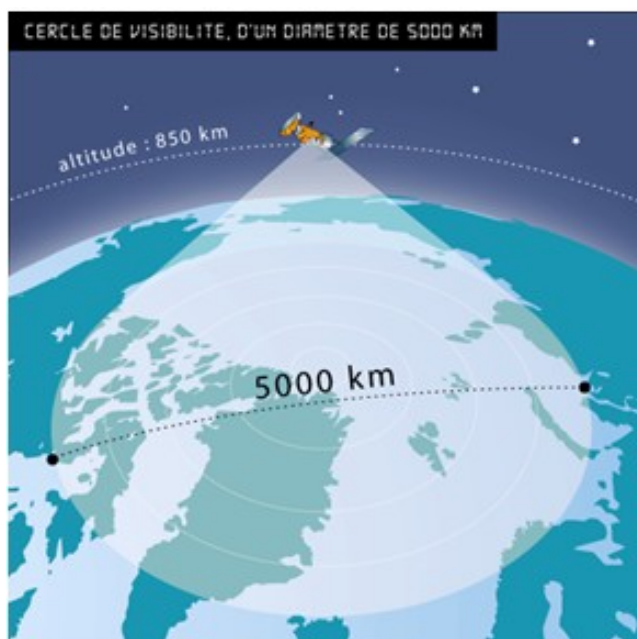 CERCLE DE VISIBILITE, D'UN DIAMETRE DE 5000 KM
altitude : 850 km
5000 km